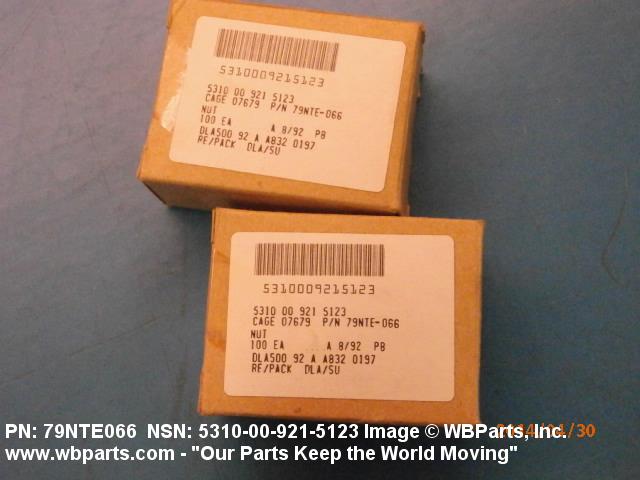 5310009215123
5310 00 921 5123
CAGE 07679 P/N 79NTE-066
NUT
100 EA A 8/92 PB
DLA500 92 A A832 0197
RE/PACK DLA/SU
5310009215123
5310 00 921 5123
CAGE 07679 P/N 79NTE-066
NUT
100 EA A 8/92 PB
DLA500 92 A A832 0197
RE/PACK DLA/SU
PN: 79NTE066 NSN: 5310-00-921-5123 Image © WBParts, Inc.
www.wbparts.com - "Our Parts Keep the World Moving"